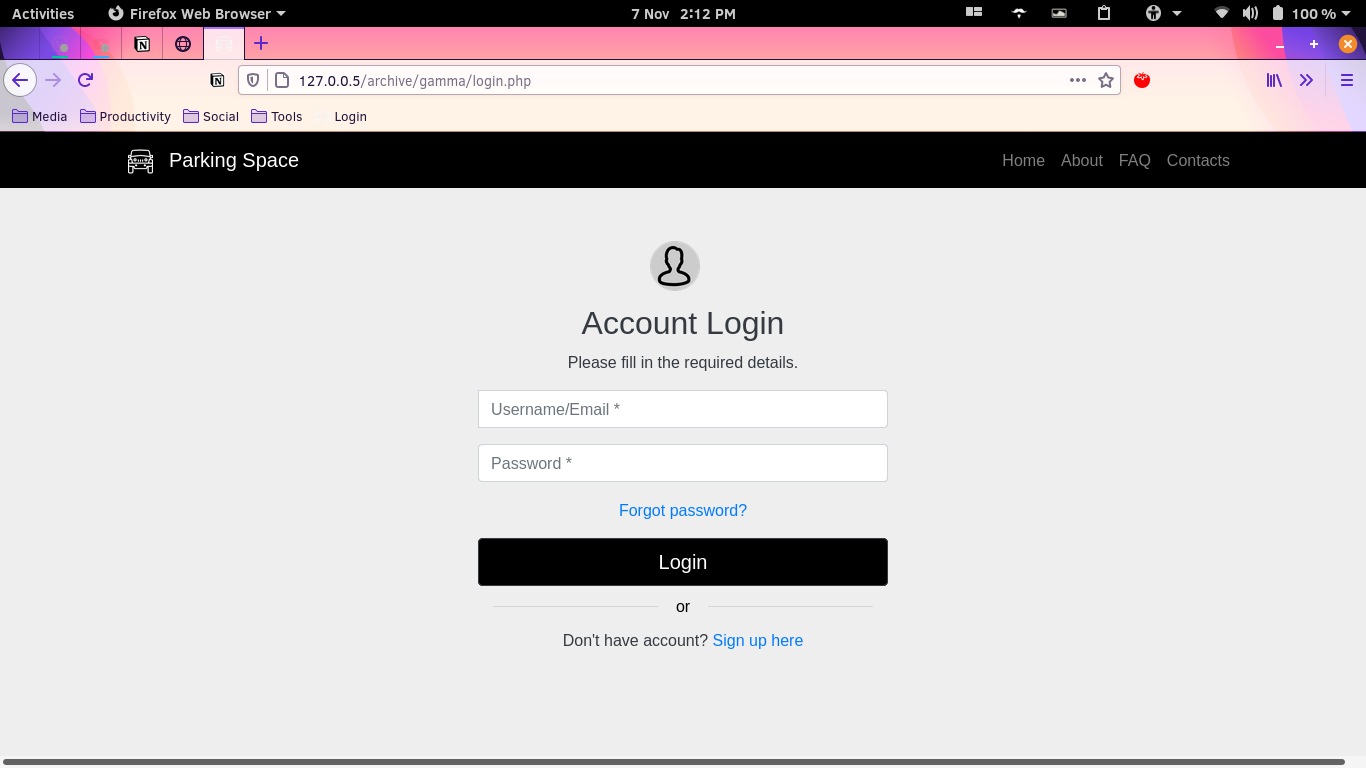 Activities Firefox Web Browser 7 Nov 2:12 PM 100 %
N
N 127.0.0.5/archive/gamma/login.php
Media Productivity Social Tools Login
Parking Space Home About FAQ Contacts
Account Login
Please fill in the required details.
Username/Email *
Password *
Forgot password?
Login
or
Don't have account? Sign up here